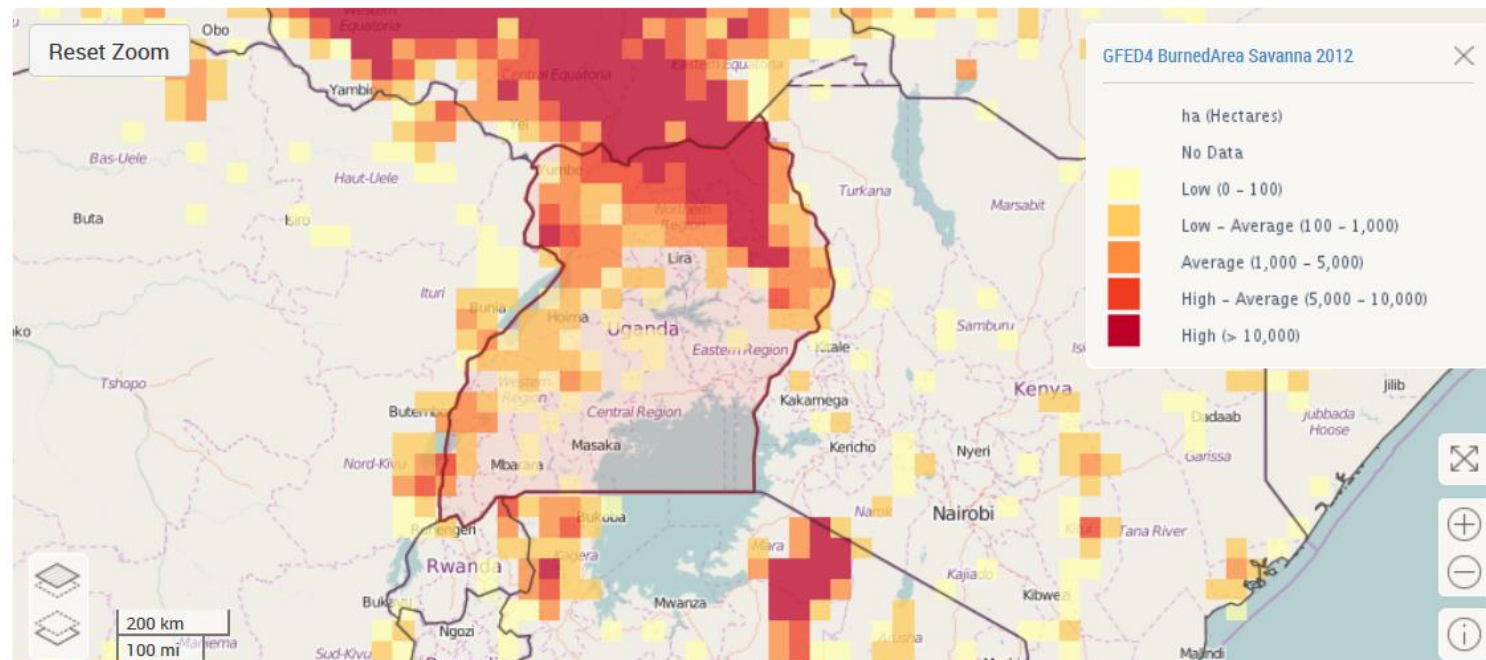 Western
Equatoria
Obo
Reset Zoom
Central Equatoria
Eastern Equatoria
GFED4 BurnedArea Savanna 2012
ha (Hectares)
No Data
Low (0 - 100)
Low - Average (100 - 1,000)
Average (1,000 - 5,000)
High - Average (5,000 - 10,000)
High (> 10,000)
Yambio
Yei
Bas-Uele
Haut-Uele
Yumbe
Turkana
Marsabit
Buta
Isiro
Northern
Region
Lira
Ituri
Bunia
Hoima
Uganda
Samburu
Eastern Region
Kitale
Tshopo
Western
Region
Kenya
Jilib
Butembo
Central Region
Kakamega
Dadaab
Jubbada
Hoose
Masaka
Kericho
Nyeri
Garissa
Nord-Kivu
Mbarara
Narok
Nairobi
Bukoba
Ruhengeri
Kitui
Tana River
Mara
Kagera
Rwanda
Kajiado
Kibwezi
Mwanza
Ngozi
Arusha
200 km
100 mi
Maniema
Sud-Kivu
Malindi